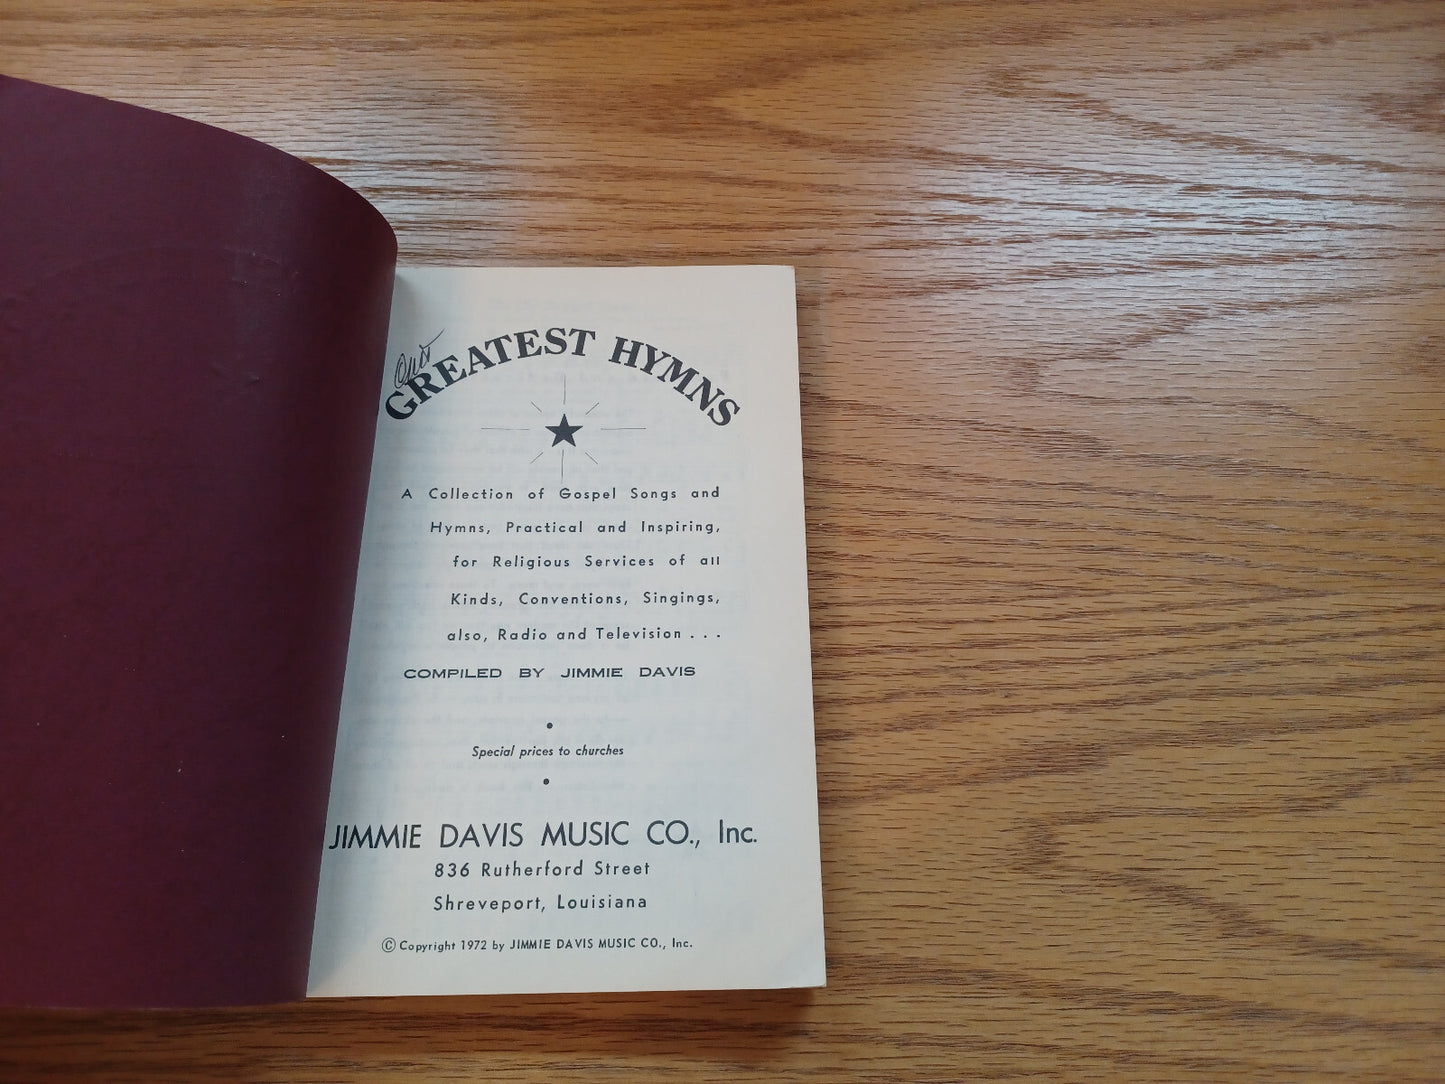 Our
GREATEST HYMNS
A Collection of Gospel Songs and
Hymns, Practical and Inspiring,
for Religious Services of all
Kinds, Conventions, Singings,
also, Radio and Television . . .
COMPILED BY JIMMIE DAVIS
•
Special prices to churches
•
JIMMIE DAVIS MUSIC CO., Inc.
836 Rutherford Street
Shreveport, Louisiana
© Copyright 1972 by JIMMIE DAVIS MUSIC CO., Inc.